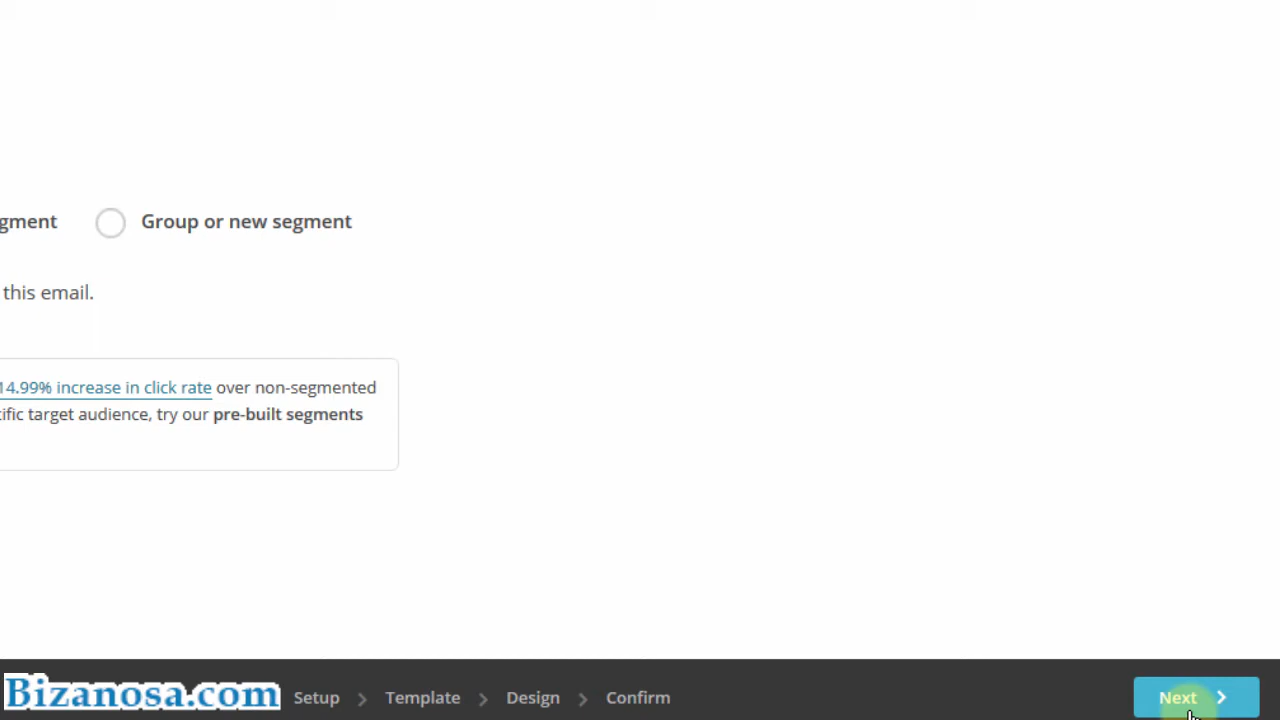 gment Group or new segment
this email.
14.99% increase in click rate over non-segmented
ific target audience, try our pre-built segments
Bizanosa.com Setup > Template > Design > Confirm Next >